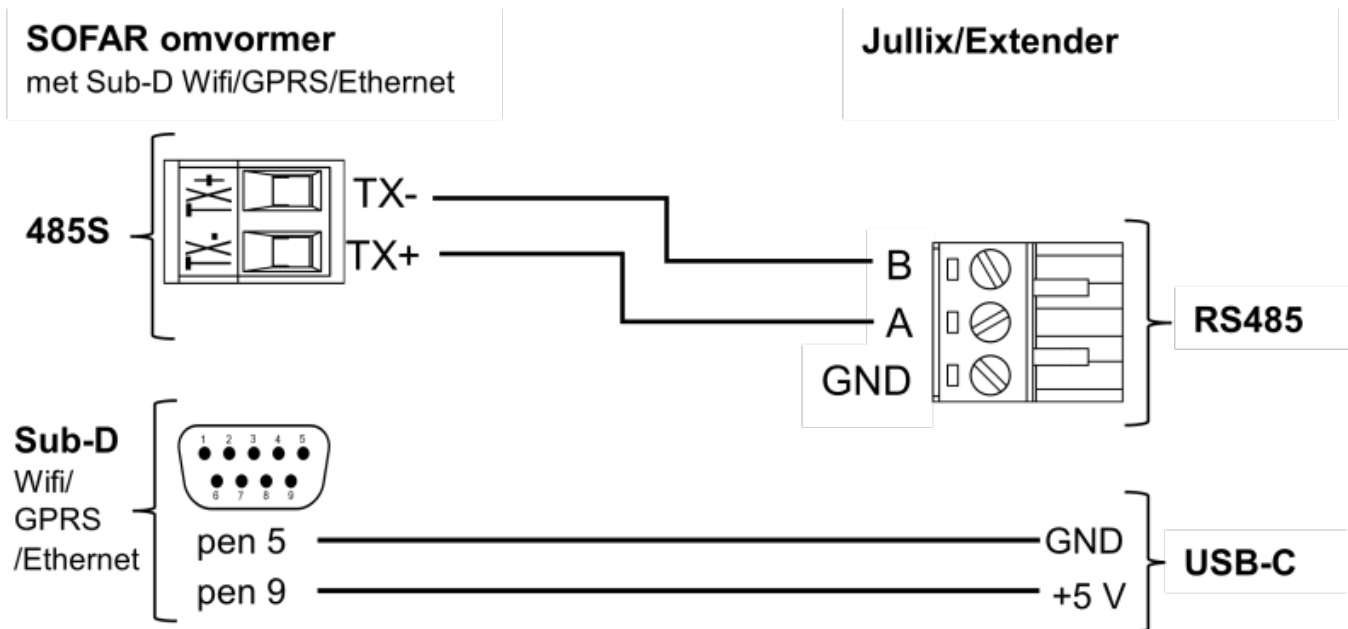 SOFAR omvormer
met Sub-D Wifi/GPRS/Ethernet
Jullix/Extender
485S
TX+
TX-
TX-
TX+
B
A
GND
RS485
Sub-D
Wifi/
GPRS
/Ethernet
1 2 3 4 5
6 7 8 9
pen 5
pen 9
GND
+5 V
USB-C